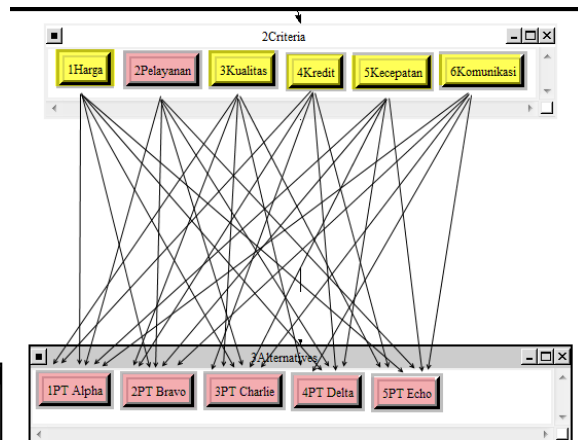 2Criteria
1Harga 2Pelayanan 3Kualitas 4Kredit 5Kecepatan 6Komunikasi
3Alternatives
1PT Alpha 2PT Bravo 3PT Charlie 4PT Delta 5PT Echo